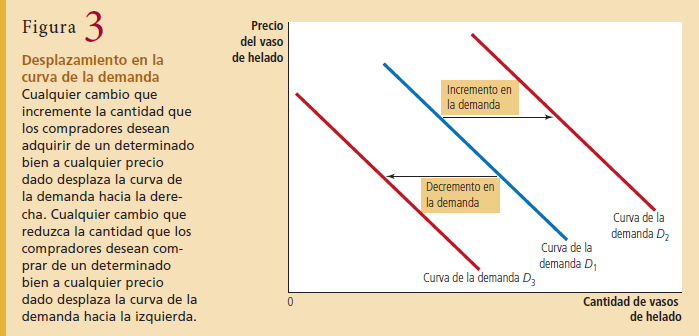 Figura 3
Desplazamiento en la
curva de la demanda
Cualquier cambio que
incremente la cantidad que
los compradores desean
adquirir de un determinado
bien a cualquier precio
dado desplaza la curva de
la demanda hacia la dere-
cha. Cualquier cambio que
reduzca la cantidad que los
compradores desean com-
prar de un determinado
bien a cualquier precio
dado desplaza la curva de la
demanda hacia la izquierda.
Precio
del vaso
de helado
Incremento en
la demanda
Decremento en
la demanda
Curva de la
demanda D2
Curva de la
demanda D1
Curva de la demanda D3
0
Cantidad de vasos
de helado